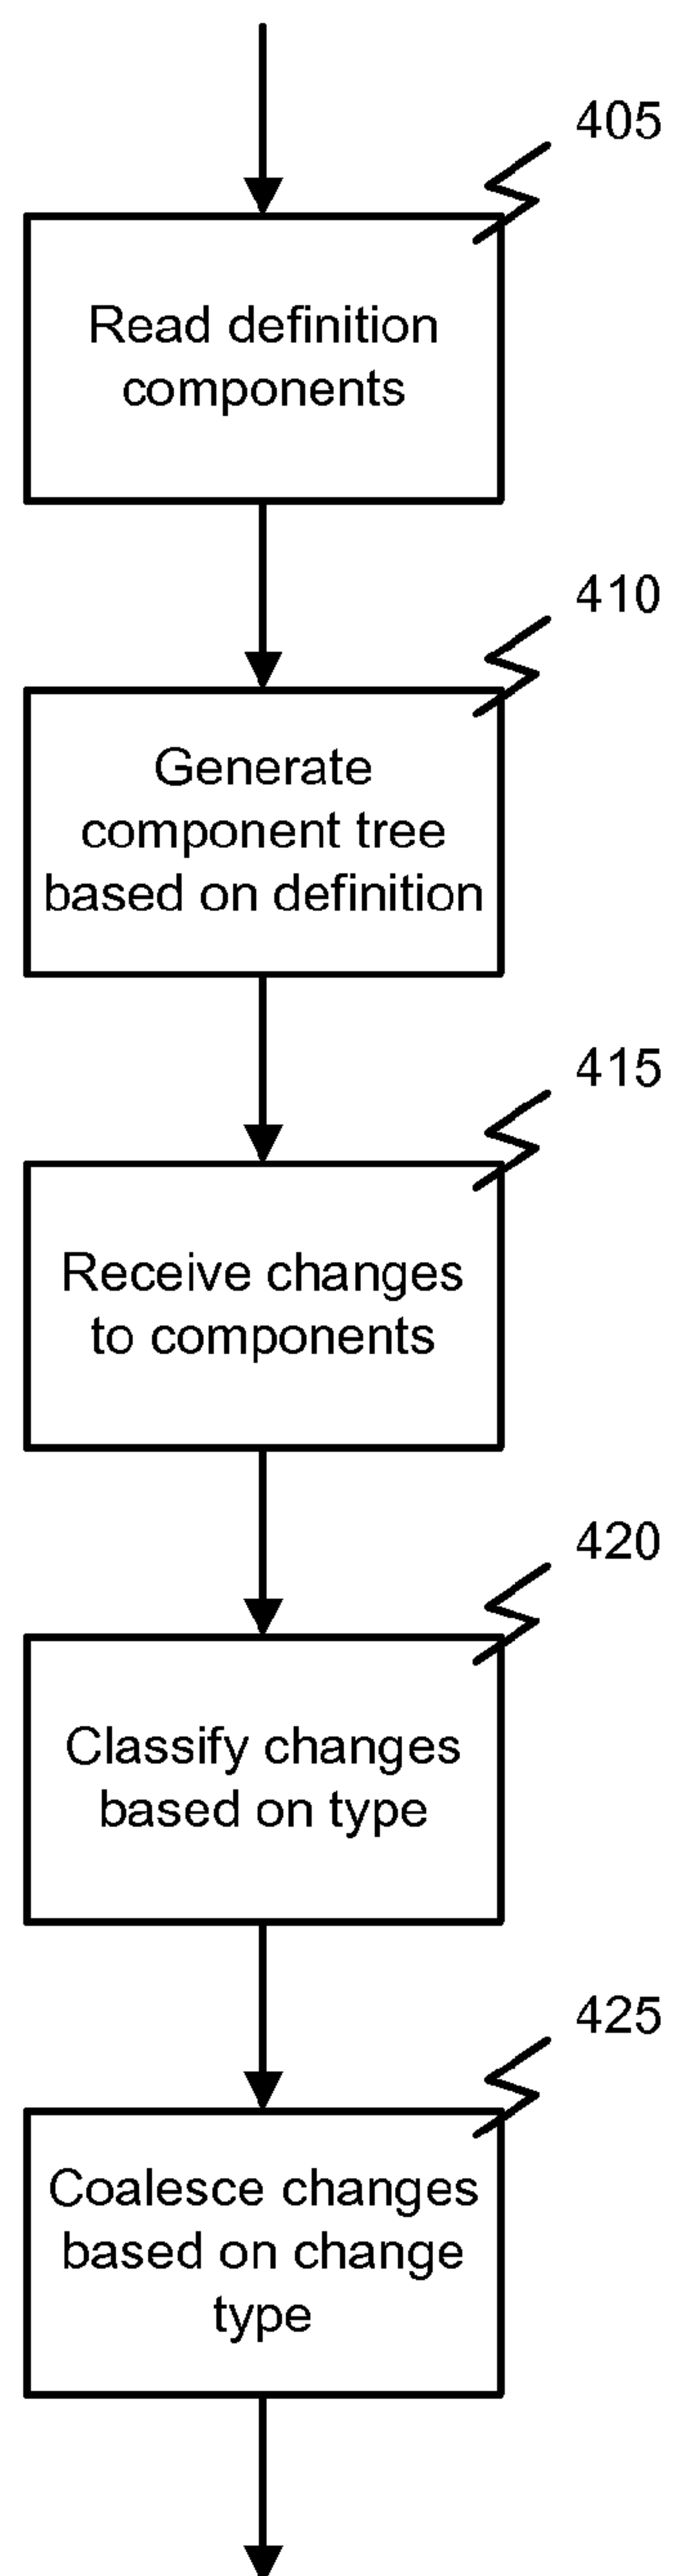 405
Read definition
components
410
Generate
component tree
based on definition
415
Receive changes
to components
420
Classify changes
based on type
425
Coalesce changes
based on change
type